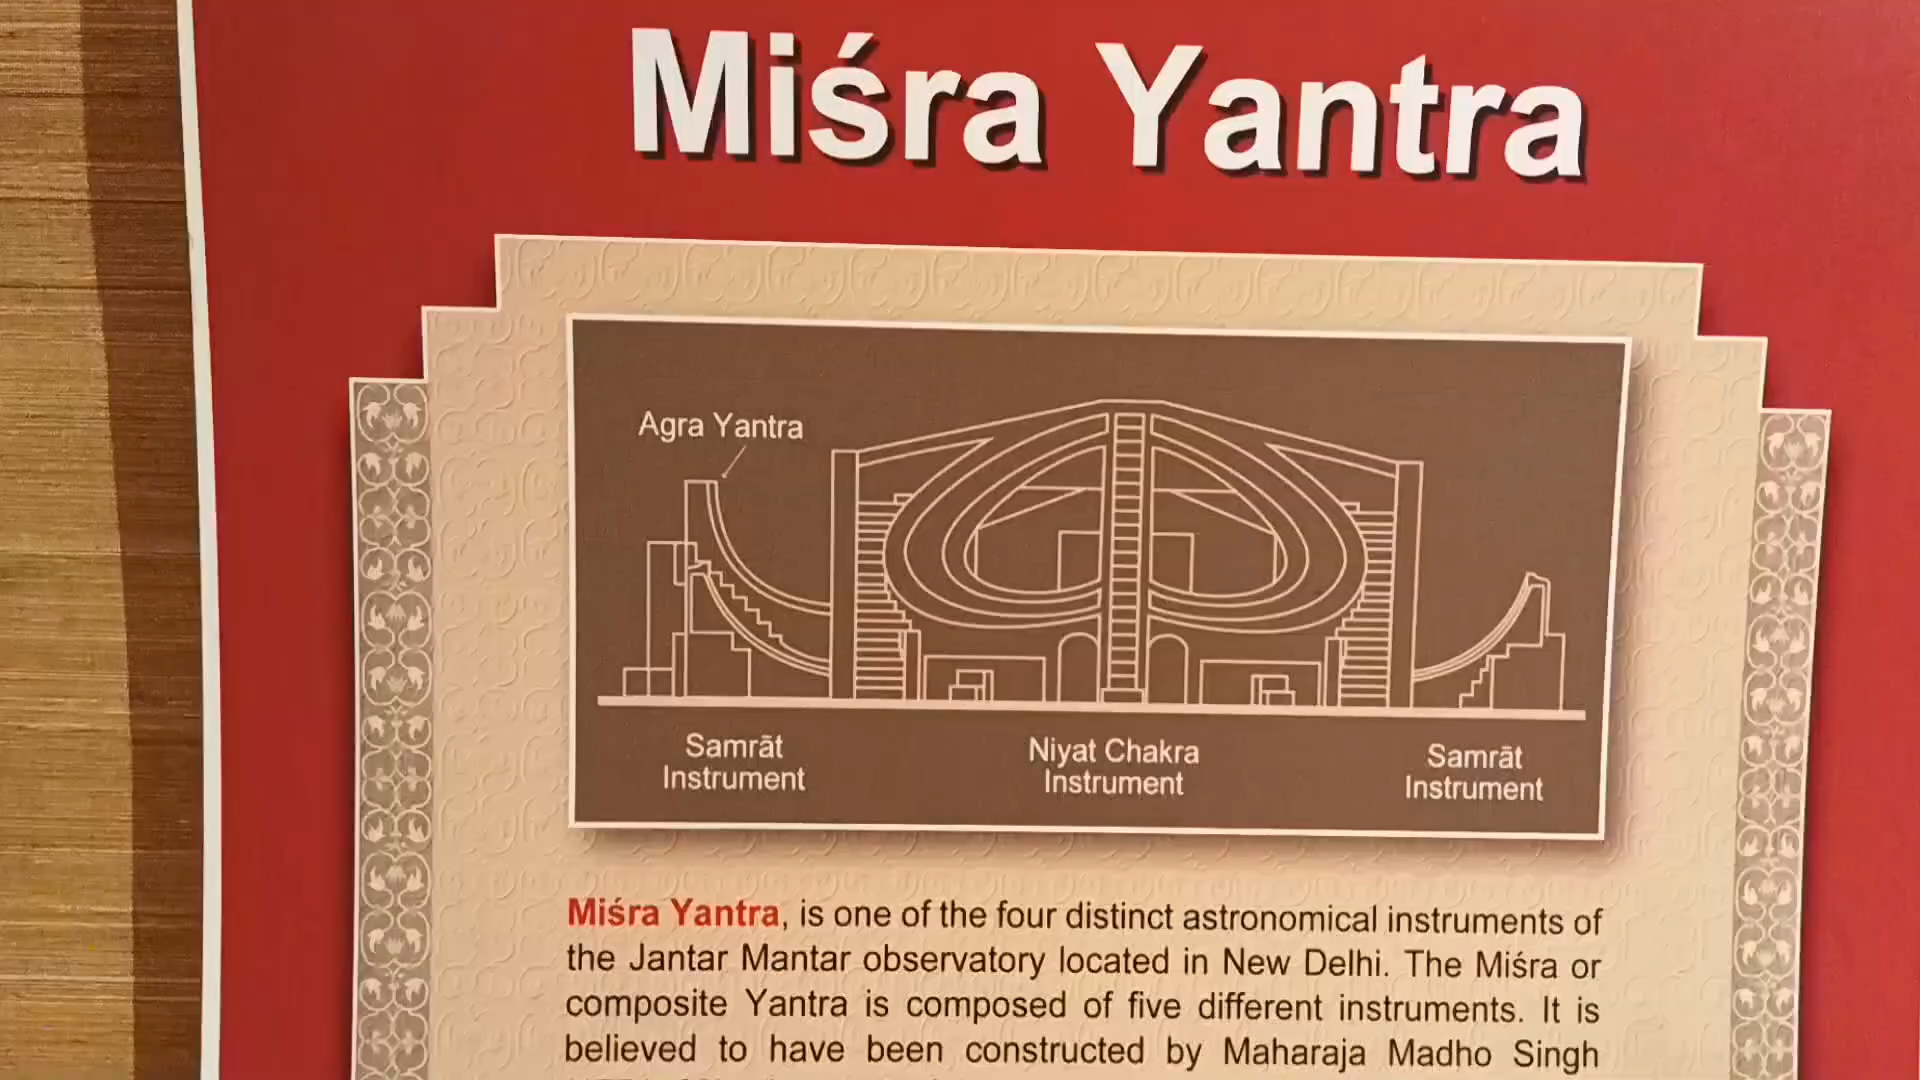 Miśra Yantra
Agra Yantra
Samrāt
Instrument
Niyat Chakra
Instrument
Samrāt
Instrument
Miśra Yantra, is one of the four distinct astronomical instruments of
the Jantar Mantar observatory located in New Delhi. The Miśra or
composite Yantra is composed of five different instruments. It is
believed to have been constructed by Maharaja Madho Singh